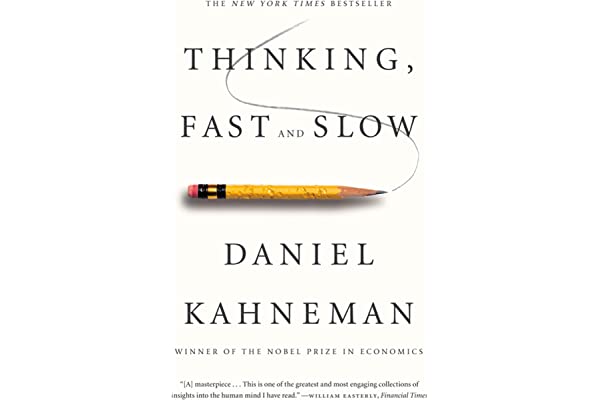 THE NEW YORK TIMES BESTSELLER
THINKING,
FAST AND SLOW
DANIEL
KAHNEMAN
WINNER OF THE NOBEL PRIZE IN ECONOMICS
"[A] masterpiece . . . This is one of the greatest and most engaging collections of
insights into the human mind I have read." —WILLIAM EASTERLY, Financial Times